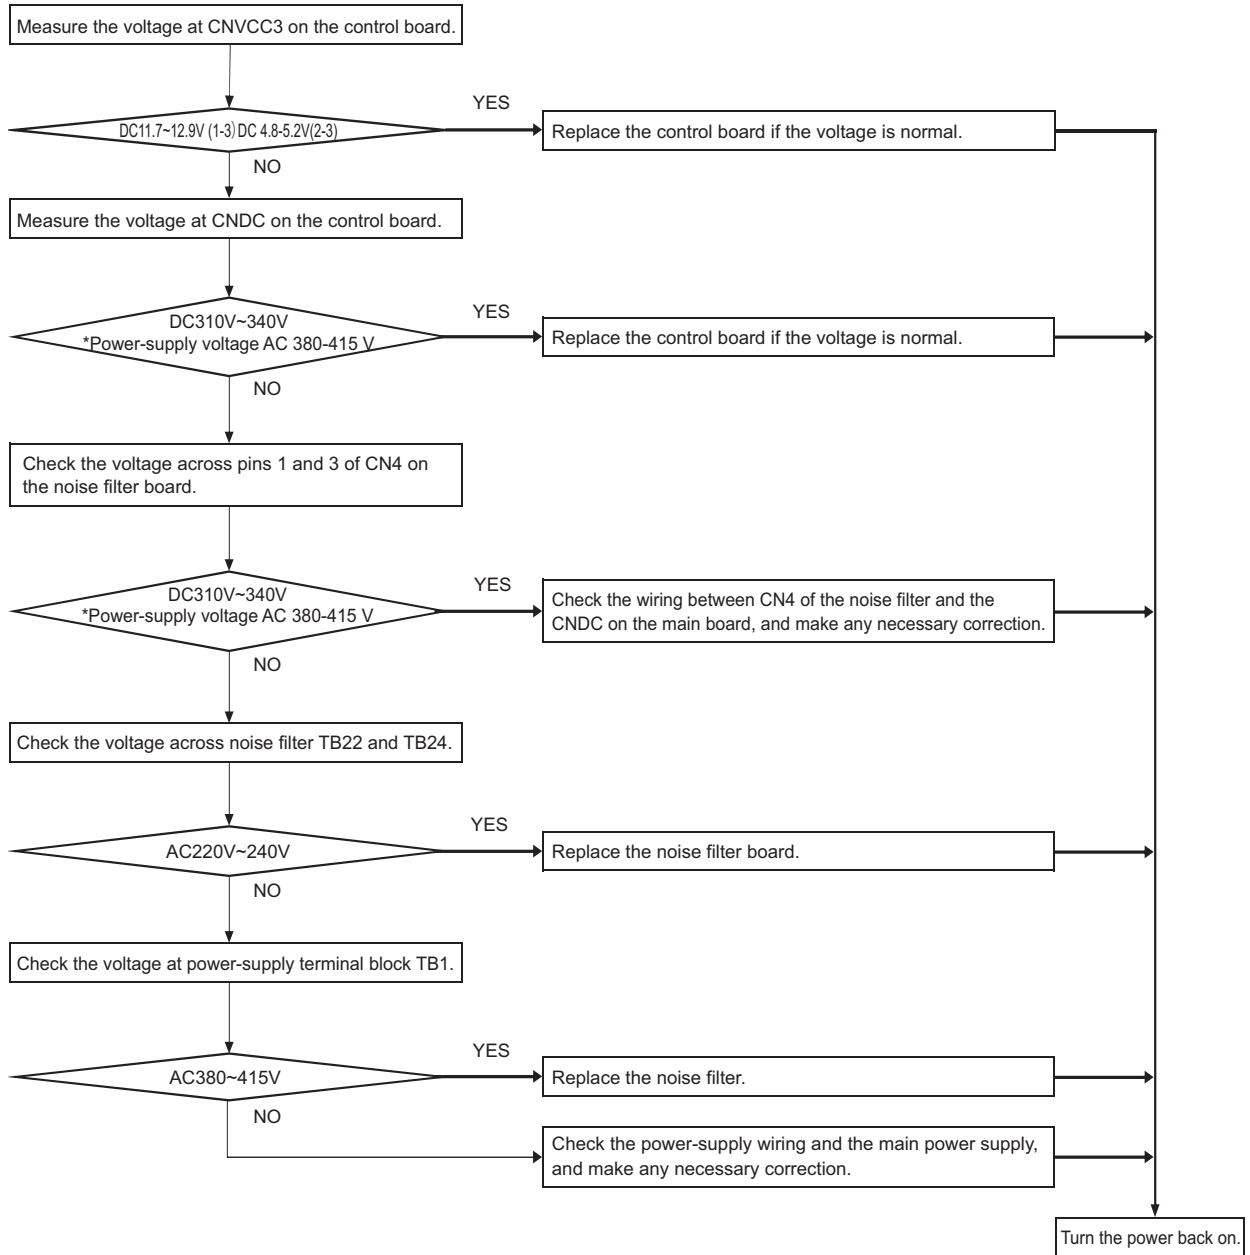 Measure the voltage at CNVCC3 on the control board.
YES
DC11.7~12.9V (1-3) DC 4.8-5.2V(2-3)
Replace the control board if the voltage is normal.
NO
Measure the voltage at CNDC on the control board.
YES
DC310V~340V
*Power-supply voltage AC 380-415 V
Replace the control board if the voltage is normal.
NO
Check the voltage across pins 1 and 3 of CN4 on
the noise filter board.
YES
DC310V~340V
*Power-supply voltage AC 380-415 V
Check the wiring between CN4 of the noise filter and the
CNDC on the main board, and make any necessary correction.
NO
Check the voltage across noise filter TB22 and TB24.
YES
AC220V~240V
Replace the noise filter board.
NO
Check the voltage at power-supply terminal block TB1.
YES
AC380~415V
Replace the noise filter.
NO
Check the power-supply wiring and the main power supply,
and make any necessary correction.
Turn the power back on.